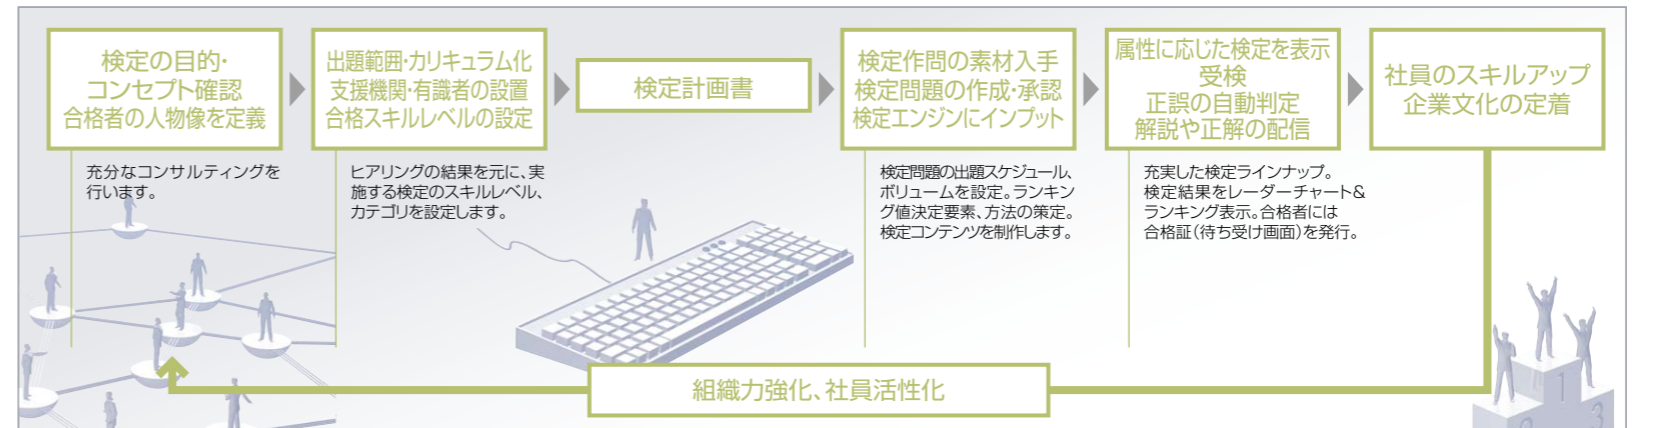 検定の目的・
コンセプト確認
合格者の人物像を定義
充分なコンサルティングを
行います。
出題範囲・カリキュラム化
支援機関・有識者の設置
合格スキルレベルの設定
ヒアリングの結果を元に、実
施する検定のスキルレベル、
カテゴリを設定します。
検定計画書
検定作問の素材入手
検定問題の作成・承認
検定エンジンにインプット
検定問題の出題スケジュール、
ボリュームを設定。ランキン
グ値決定要素、方法の策定。
検定コンテンツを制作します。
属性に応じた検定を表示
受検
正誤の自動判定
解説や正解の配信
充実した検定ラインナップ。
検定結果をレーダーチャート&
ランキング表示。合格者には
合格証(待ち受け画面)を発行。
社員のスキルアップ
企業文化の定着
組織力強化、社員活性化
1
2
3